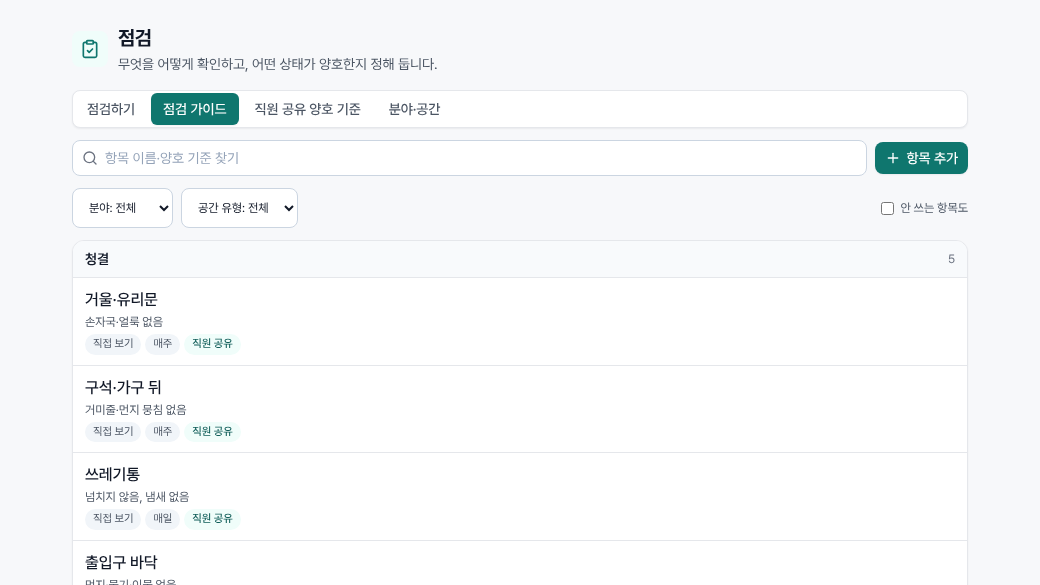 점검
무엇을 어떻게 확인하고, 어떤 상태가 양호한지 정해 둡니다.
점검하기 점검 가이드 직원 공유 양호 기준 분야·공간
항목 이름·양호 기준 찾기
+ 항목 추가
분야: 전체 공간 유형: 전체 안 쓰는 항목도
청결 5
거울·유리문
손자국·얼룩 없음
직접 보기 매주 직원 공유
구석·가구 뒤
거미줄·먼지 뭉침 없음
직접 보기 매주 직원 공유
쓰레기통
넘치지 않음, 냄새 없음
직접 보기 매일 직원 공유
출입구 바닥
먼지·물기·이물 없음